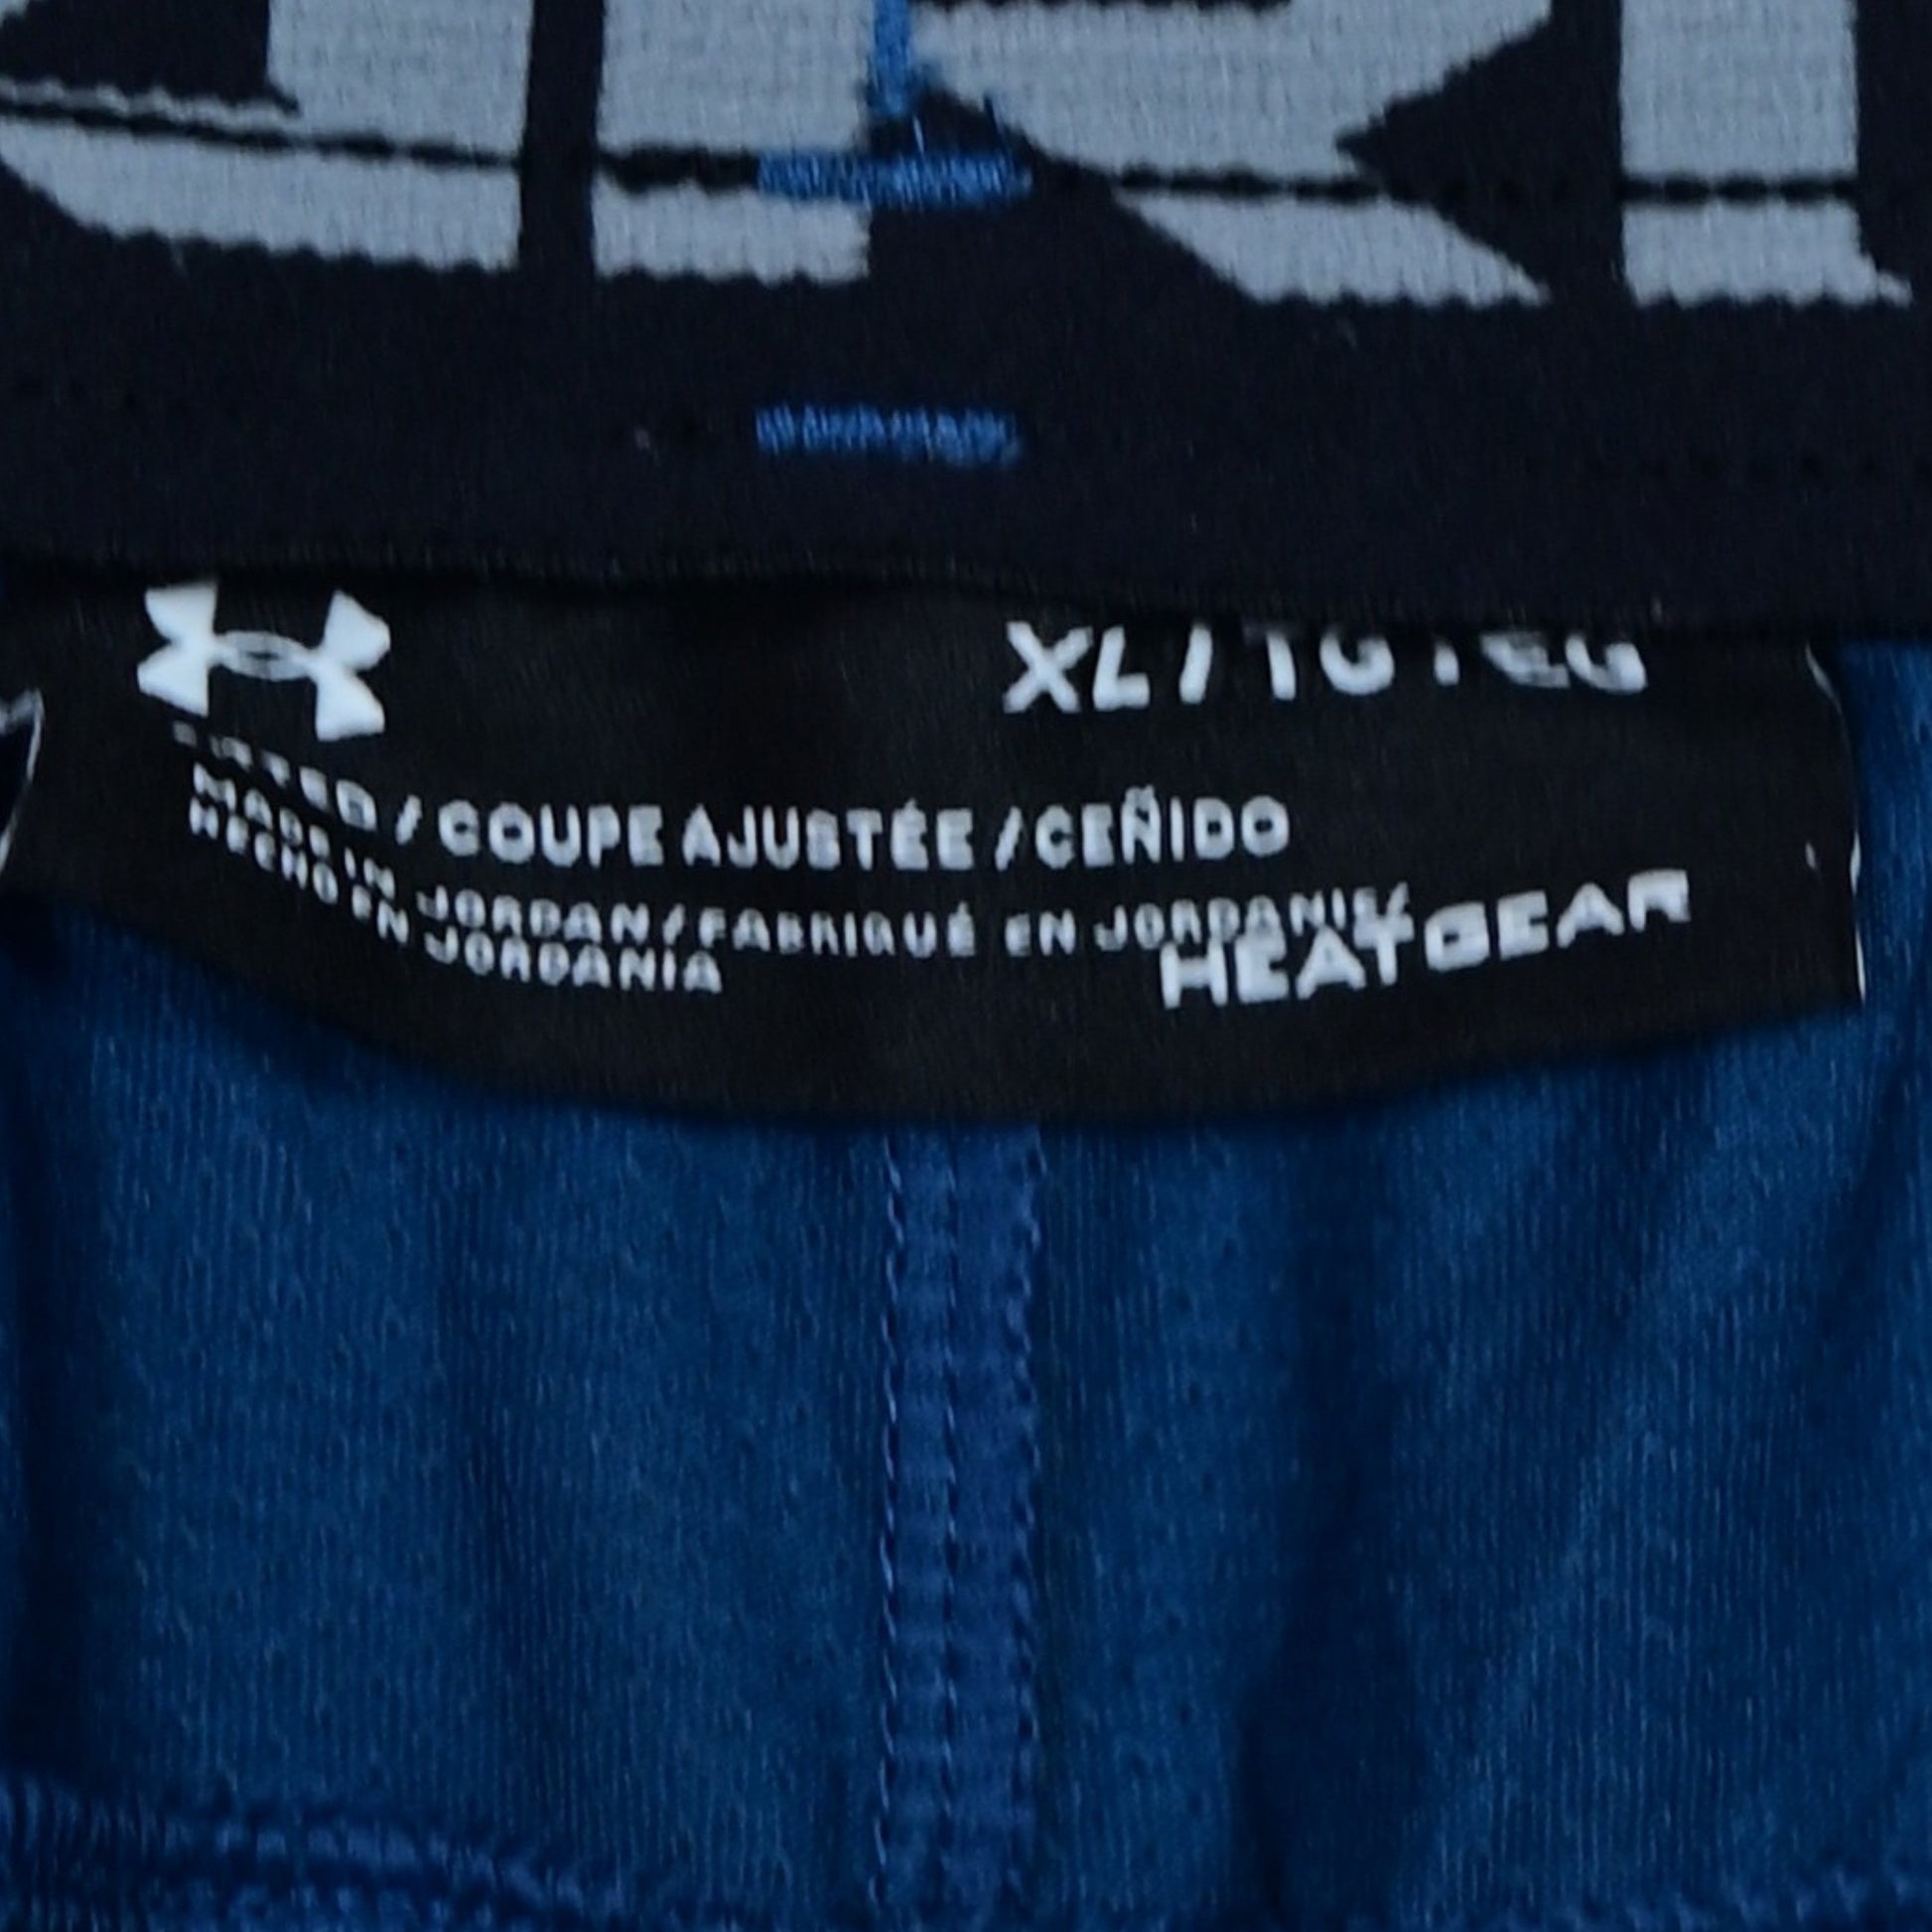 XL / TG / EG
FITTED / COUPE AJUSTÉE / CEÑIDO
MADE IN JORDAN / FABRIQUÉ EN JORDANIE/
HECHO EN JORDANIA
HEATGEAR